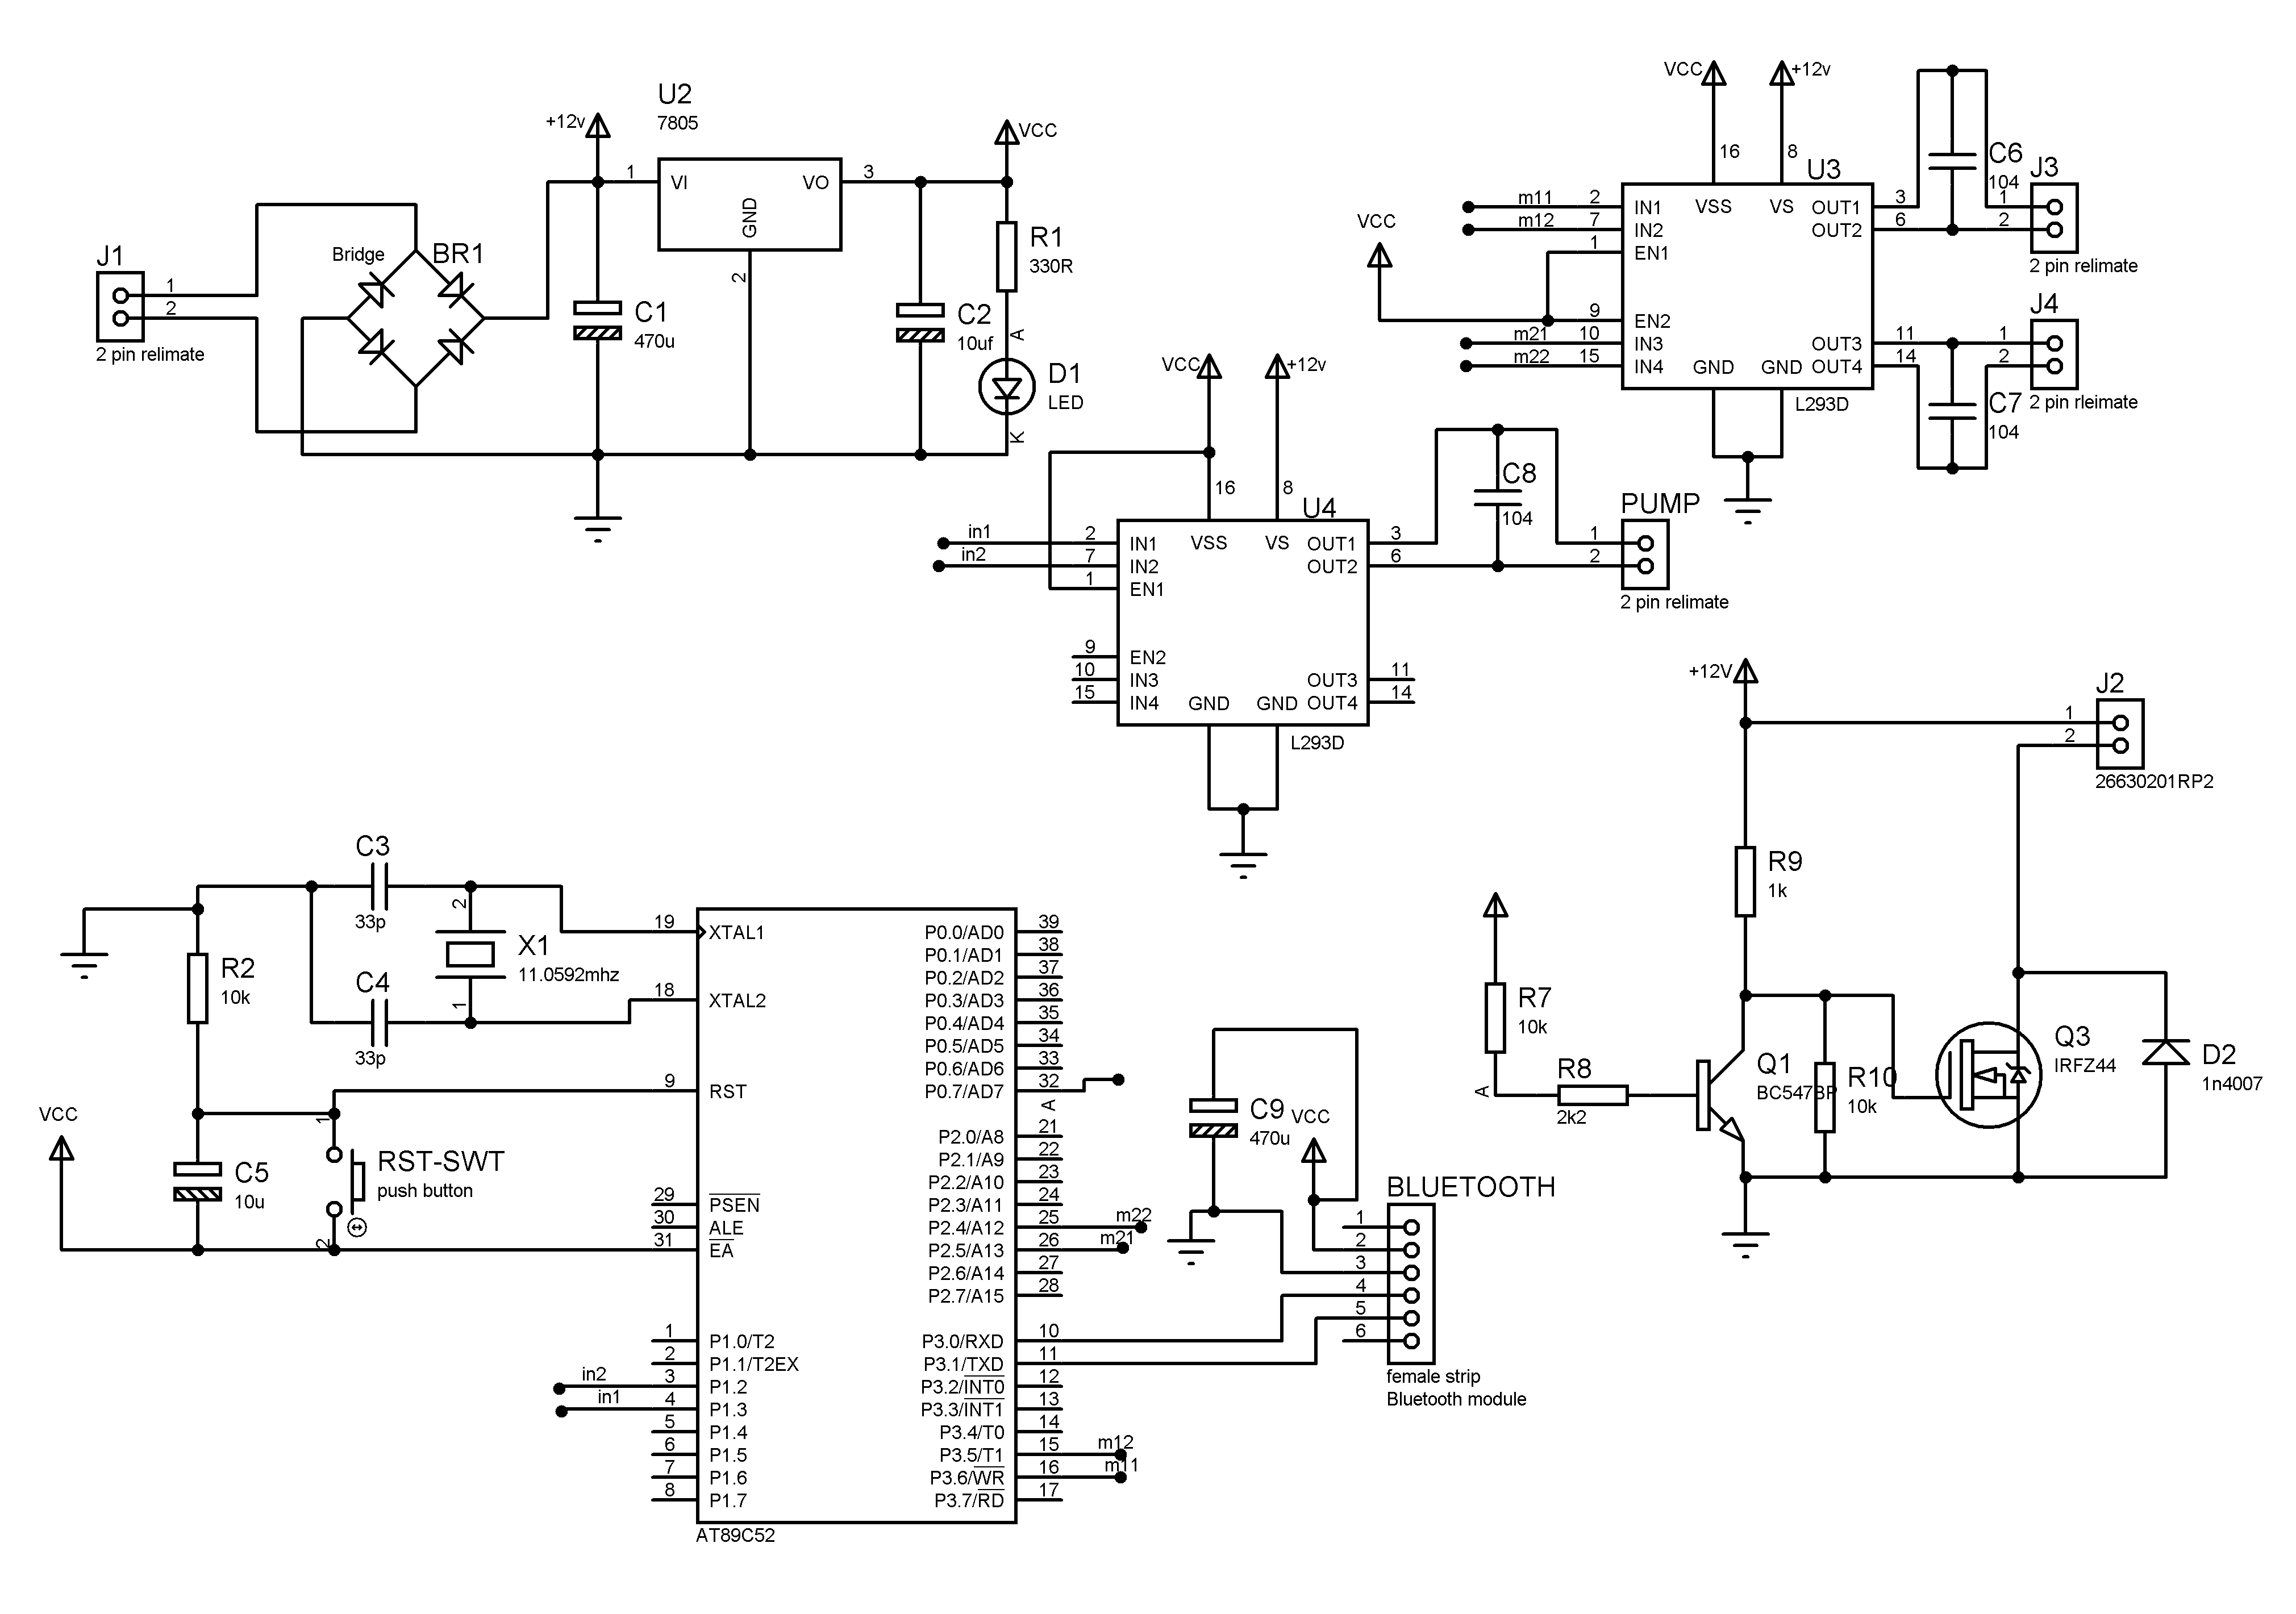 U2
7805
+12v
VCC
1
VI
VO
3
GND
2
J1
1
2
2 pin relimate
Bridge
BR1
C1
470u
C2
10uf
R1
330R
A
D1
LED
K
VCC
+12v
16
8
U3
m11
2
IN1
VSS
VS
OUT1
3
m12
7
IN2
OUT2
6
1
EN1
VCC
9
EN2
m21
10
IN3
OUT3
11
m22
15
IN4
GND
GND
OUT4
14
L293D
C6
104
J3
1
2
2 pin relimate
J4
1
2
2 pin rleimate
C7
104
VCC
+12v
16
8
U4
in1
2
IN1
VSS
VS
OUT1
3
in2
7
IN2
OUT2
6
1
EN1
9
EN2
10
IN3
OUT3
11
15
IN4
GND
GND
OUT4
14
L293D
C8
104
PUMP
1
2
2 pin relimate
+12V
J2
1
2
26630201RP2
R9
1k
R7
10k
A
R8
2k2
Q1
BC547BP
R10
10k
Q3
IRFZ44
D2
1n4007
C3
33p
C4
33p
2
X1
11.0592mhz
1
R2
10k
VCC
C5
10u
1
RST-SWT
push button
2
19
XTAL1
18
XTAL2
9
RST
29
PSEN
30
ALE
31
EA
1
P1.0/T2
2
P1.1/T2EX
in2
3
P1.2
in1
4
P1.3
5
P1.4
6
P1.5
7
P1.6
8
P1.7
AT89C52
P0.0/AD0
39
P0.1/AD1
38
P0.2/AD2
37
P0.3/AD3
36
P0.4/AD4
35
P0.5/AD5
34
P0.6/AD6
33
P0.7/AD7
32
A
P2.0/A8
21
P2.1/A9
22
P2.2/A10
23
P2.3/A11
24
P2.4/A12
25
m22
P2.5/A13
26
m21
P2.6/A14
27
P2.7/A15
28
P3.0/RXD
10
P3.1/TXD
11
P3.2/INT0
12
P3.3/INT1
13
P3.4/T0
14
P3.5/T1
15
m12
P3.6/WR
16
m11
P3.7/RD
17
C9
470u
VCC
BLUETOOTH
1
2
3
4
5
6
female strip
Bluetooth module